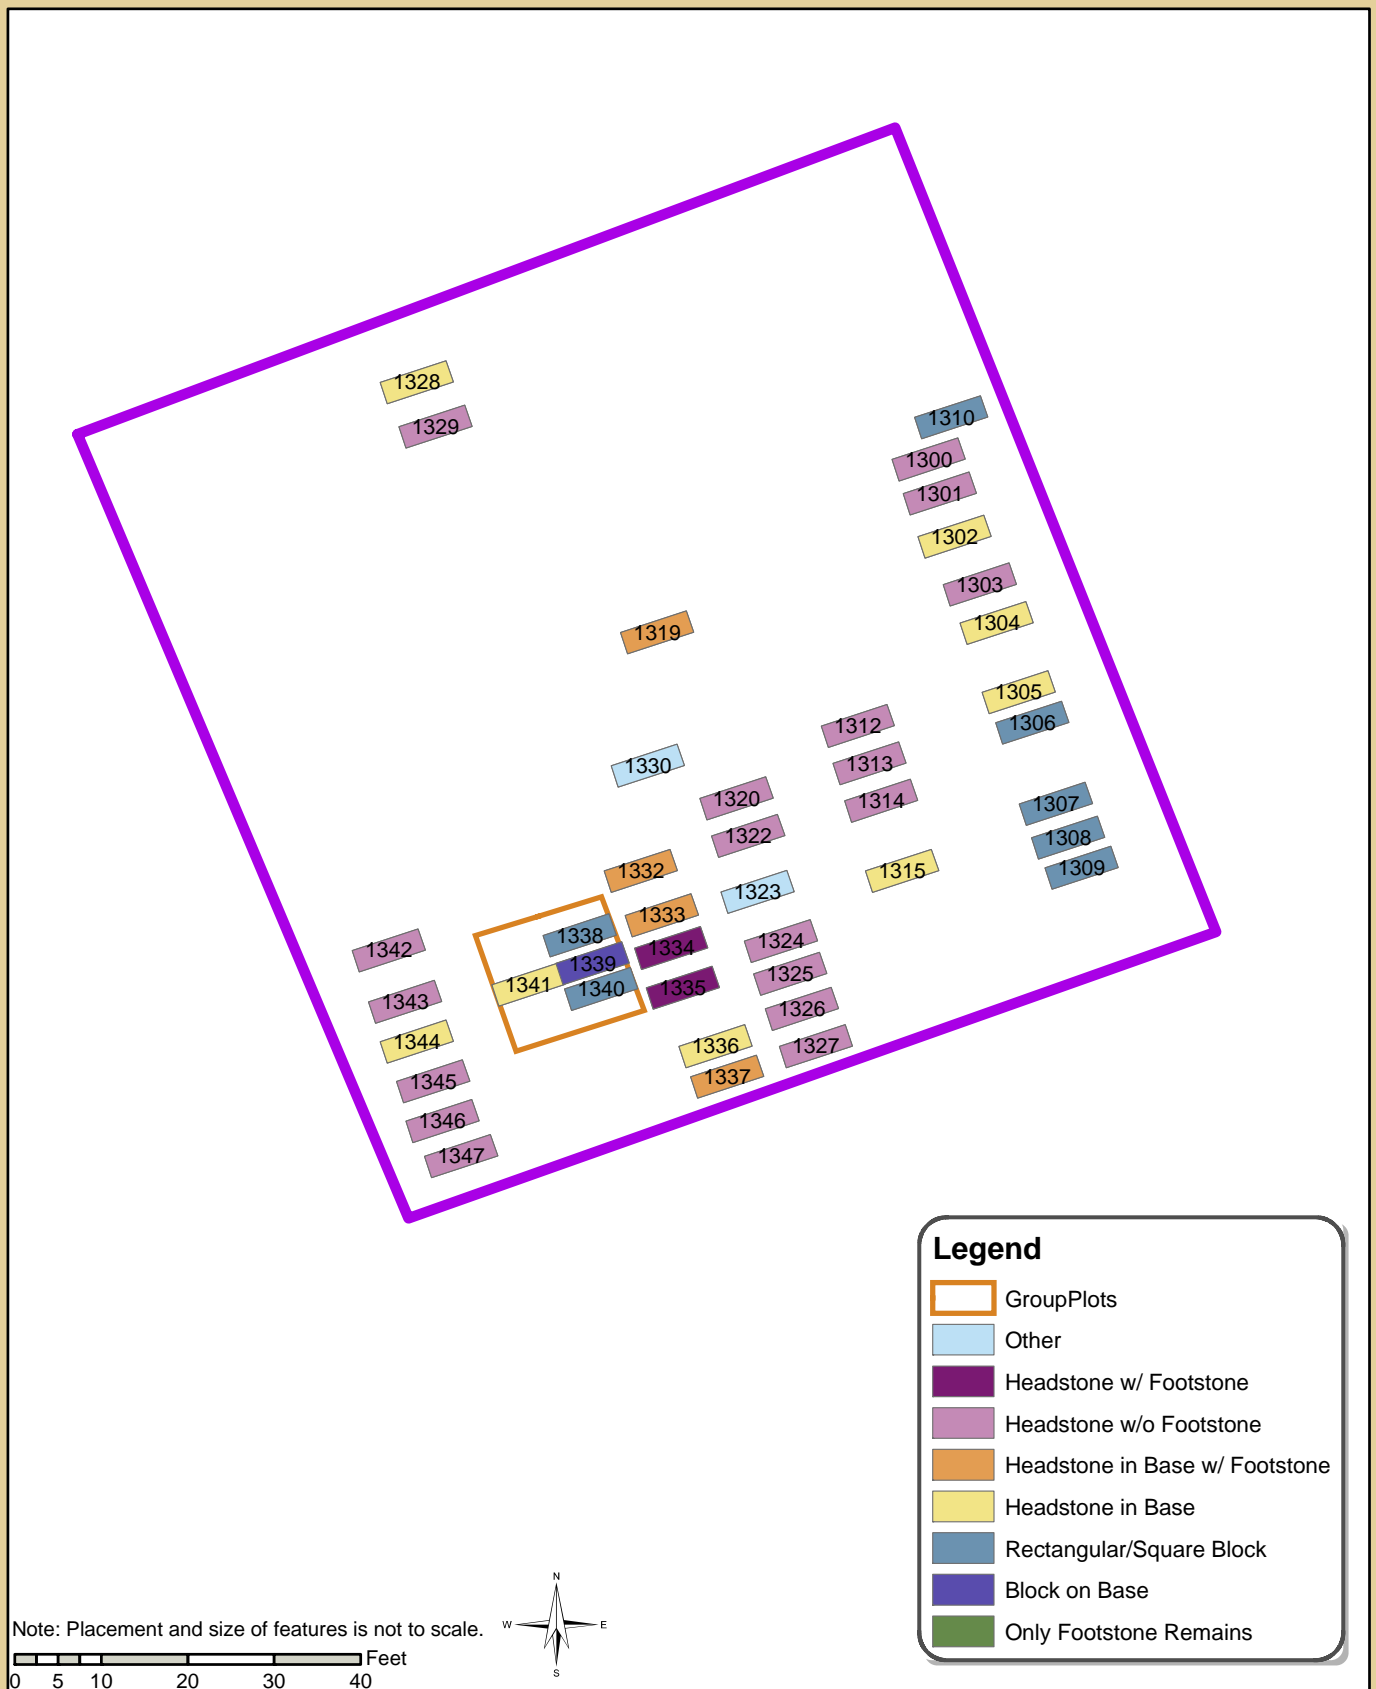 1328
1329
1310
1300
1301
1302
1303
1304
1319
1305
1306
1312
1313
1314
1330
1320
1322
1307
1308
1309
1332
1315
1323
1333
1338
1334
1324
1342
1339
1325
1341
1340
1335
1343
1326
1344
1336
1327
1337
1345
1346
1347
Legend
GroupPlots
Other
Headstone w/ Footstone
Headstone w/o Footstone
Headstone in Base w/ Footstone
Headstone in Base
Rectangular/Square Block
Block on Base
Only Footstone Remains
N
W E
S
Note: Placement and size of features is not to scale.
Feet
0 5 10 20 30 40